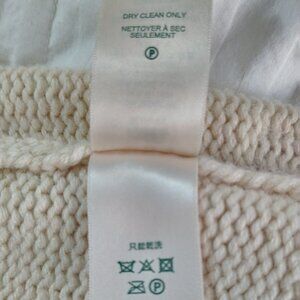 DRY CLEAN ONLY
NETTOYER À SEC
SEULEMENT
P
只能乾洗
P